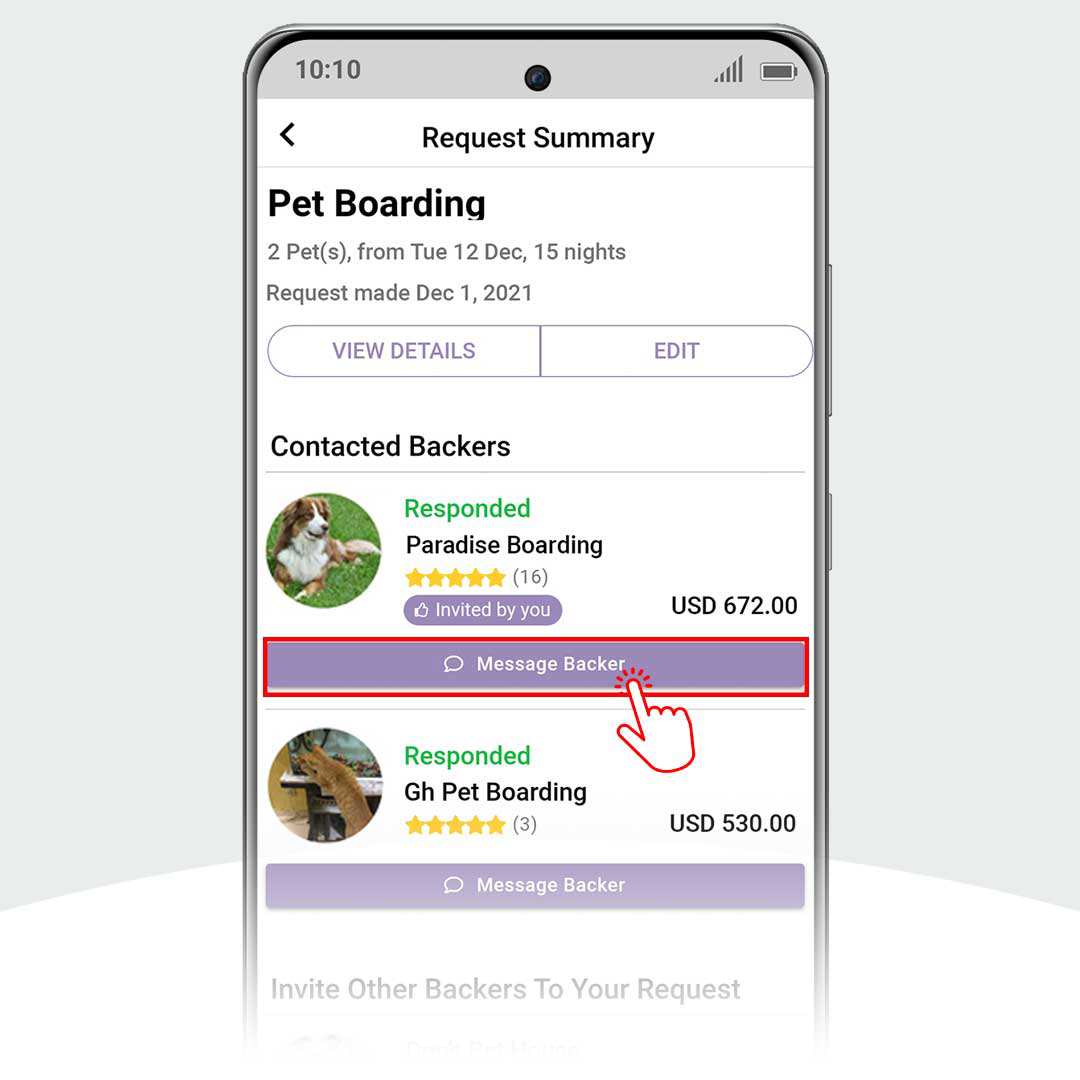 10:10
Request Summary
Pet Boarding
2 Pet(s), from Tue 12 Dec, 15 nights
Request made Dec 1, 2021
VIEW DETAILS
EDIT
Contacted Backers
Responded
Paradise Boarding
(16)
Invited by you
USD 672.00
Message Backer
Responded
Gh Pet Boarding
(3)
USD 530.00
Message Backer
Invite Other Backers To Your Request
Pet House